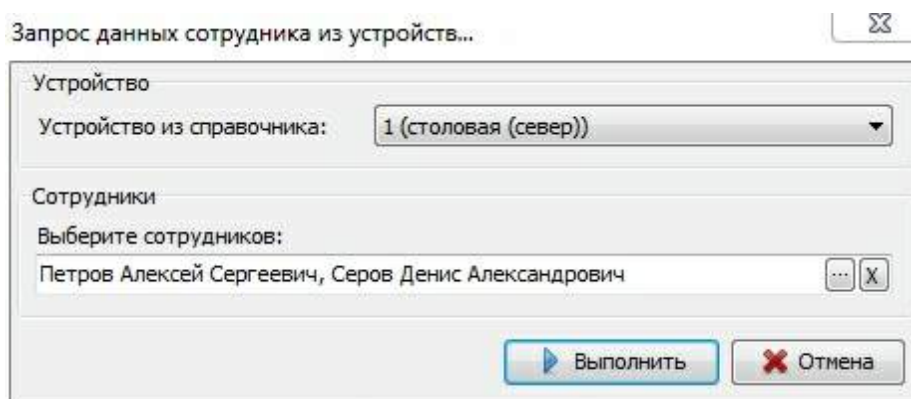 Запрос данных сотрудника из устройств...
Устройство
Устройство из справочника: 1 (столовая (север))
Сотрудники
Выберите сотрудников:
Петров Алексей Сергеевич, Серов Денис Александрович ... X
Выполнить Отмена